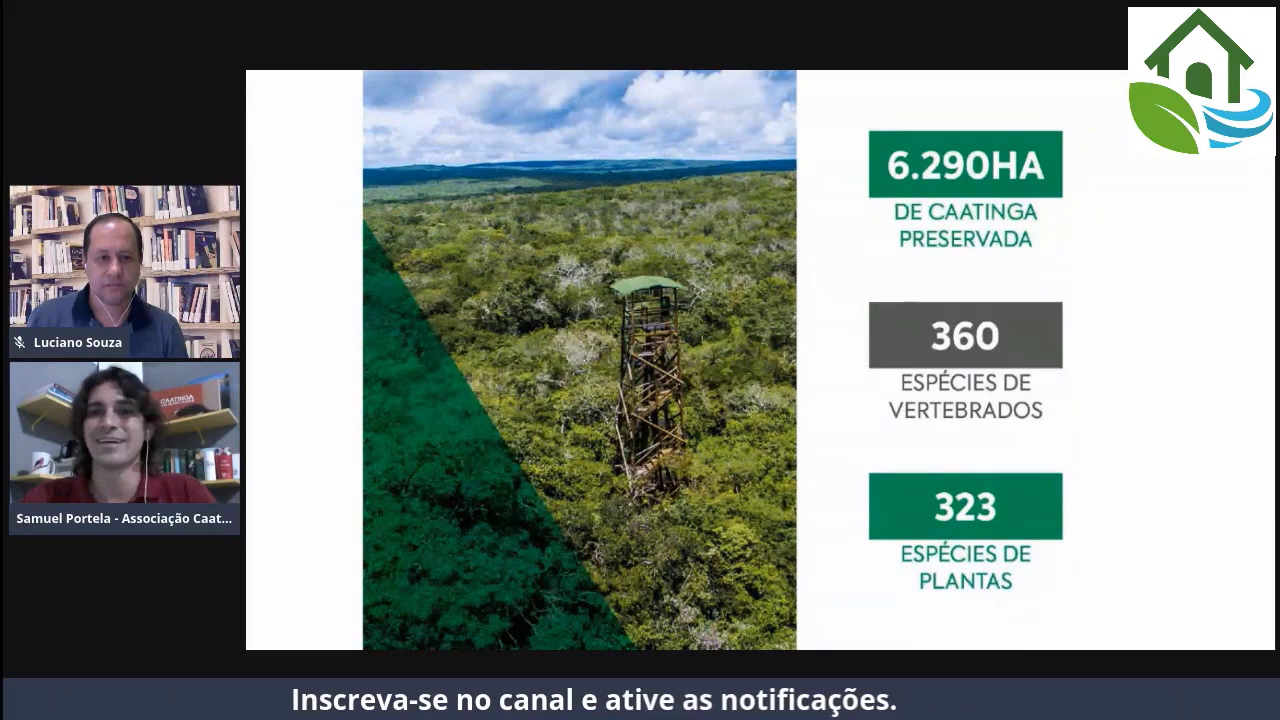 6.290HA
DE CAATINGA
PRESERVADA
360
ESPÉCIES DE
VERTEBRADOS
323
ESPÉCIES DE
PLANTAS
Luciano Souza
CAATINGA
Samuel Portela - Associação Caat...
Inscreva-se no canal e ative as notificações.